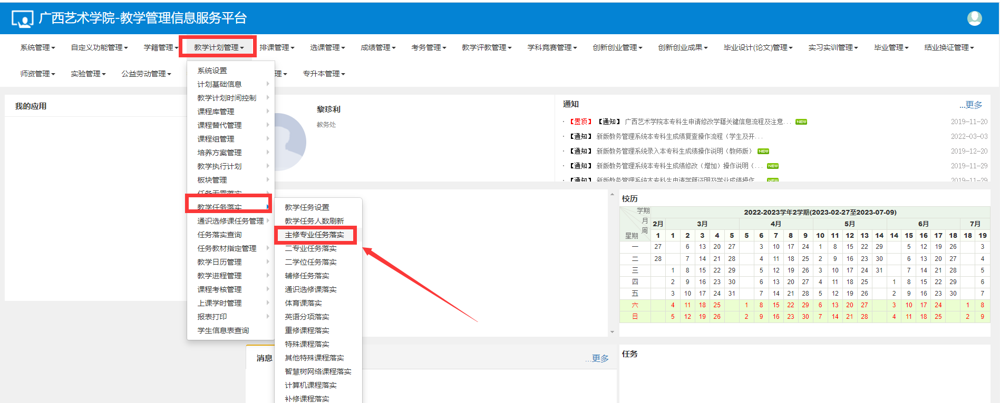 广西艺术学院-教学管理信息服务平台
系统管理 自定义功能管理 学籍管理 教学计划管理 排课管理 选课管理 成绩管理 考务管理 教学评教管理 学科竞赛管理 创新创业管理 创新创业成果 毕业设计(论文)管理 实习实训管理 毕业管理 结业换证管理
师资管理 实验管理 公益劳动管理 理 专升本管理
系统设置
计划基础信息
教学计划时间控制
课程库管理
课程替代管理
课程组管理
培养方案管理
教学执行计划
板块管理
任务无需落实
教学任务落实
通识选修课任务管理
任务落实查询
任务教材指定管理
教学日历管理
教学进程管理
课程考核管理
上课学时管理
报表打印
学生信息表查询
教学任务设置
教学任务人数刷新
主修专业任务落实
二专业任务落实
二学位任务落实
辅修任务落实
通识选修课落实
体育课落实
英语分项落实
重修课程落实
特殊课程落实
其他特殊课程落实
智慧树网络课程落实
计算机课程落实
补修课程落实
我的应用
黎珍利
教务处
通知 ...更多
· 【置顶】 【通知】 广西艺术学院本专科生申请修改学籍关键信息流程及注意... NEW 2019-11-20
· 【通知】 新版教务管理系统本专科生成绩复查操作流程（学生及开... 2022-03-03
· 【通知】 新版教务管理系统录入本专科生成绩操作说明（教师版） NEW 2019-12-20
· 【通知】 新版教务管理系统本专科生成绩修改（增加）操作说明（... NEW 2019-11-29
· 【通知】 新版教务管理系统本专科生申请学籍证明及学业成绩操作... NEW 2019-11-29
校历
学期 2022-2023学年2学期(2023-02-27至2023-07-09)
月 2月 3月 4月 5月 6月 7月
星期 周 1 1 2 3 4 5 5 6 7 8 9 10 11 12 13 14 14 15 16 17 18 18 19
一 27 6 13 20 27 3 10 17 24 1 8 15 22 29 5 12 19 26 3
二 28 7 14 21 28 4 11 18 25 2 9 16 23 30 6 13 20 27 4
三 1 8 15 22 29 5 12 19 26 3 10 17 24 31 7 14 21 28 5
四 2 9 16 23 30 6 13 20 27 4 11 18 25 1 8 15 22 29 6
五 3 10 17 24 31 7 14 21 28 5 12 19 26 2 9 16 23 30 7
六 4 11 18 25 1 8 15 22 29 6 13 20 27 3 10 17 24 1 8
日 5 12 19 26 2 9 16 23 30 7 14 21 28 4 11 18 25 2 9
消息 ...更多
任务